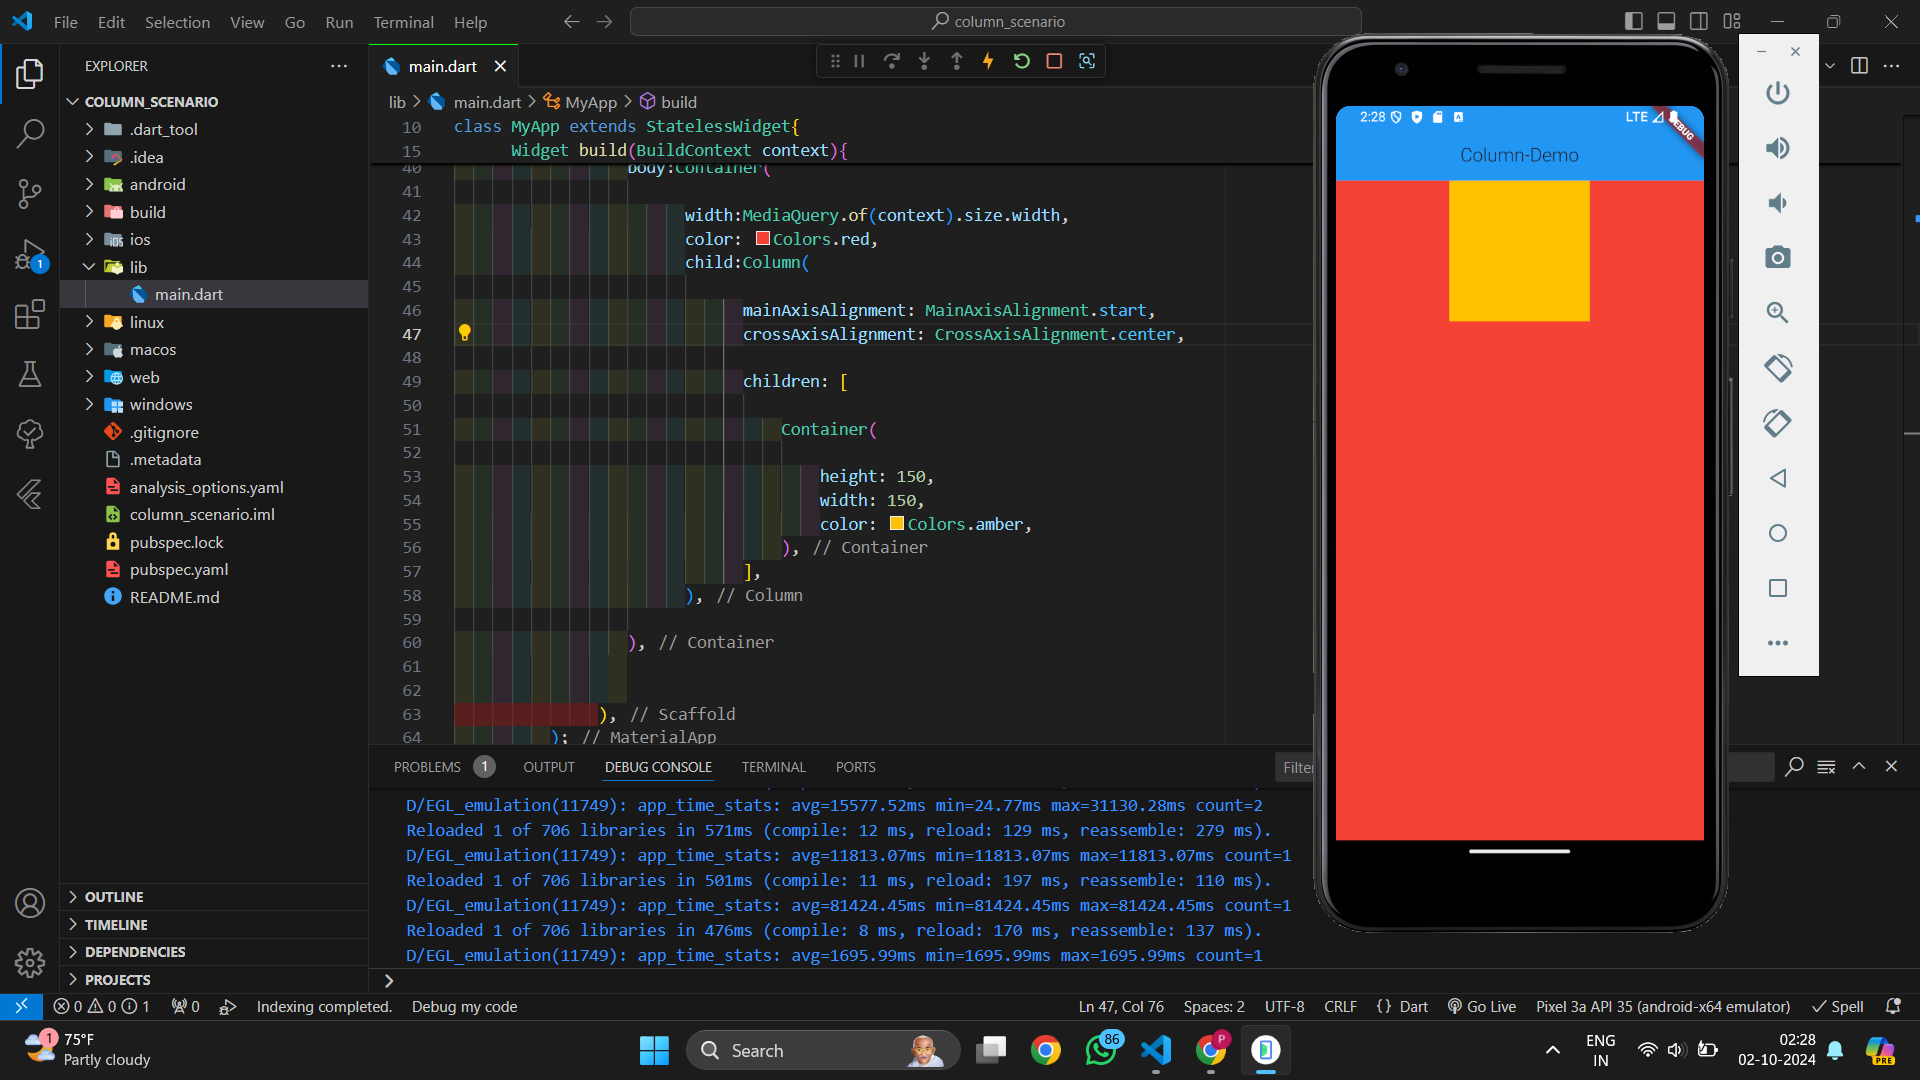 File Edit Selection View Go Run Terminal Help
column_scenario
EXPLORER
COLUMN_SCENARIO
.dart_tool
.idea
android
build
ios
lib
main.dart
linux
macos
web
windows
.gitignore
.metadata
analysis_options.yaml
column_scenario.iml
pubspec.lock
pubspec.yaml
README.md
OUTLINE
TIMELINE
DEPENDENCIES
PROJECTS
1
main.dart
lib > main.dart > MyApp > build
10 class MyApp extends StatelessWidget{
15 Widget build(BuildContext context){
40 body:Container(
41
42 width:MediaQuery.of(context).size.width,
43 color: Colors.red,
44 child:Column(
45
46 mainAxisAlignment: MainAxisAlignment.start,
47 crossAxisAlignment: CrossAxisAlignment.center,
48
49 children: [
50
51 Container(
52
53 height: 150,
54 width: 150,
55 color: Colors.amber,
56 ), // Container
57 ],
58 ), // Column
59
60 ), // Container
61
62
63 ), // Scaffold
64 ); // MaterialApp
PROBLEMS 1 OUTPUT DEBUG CONSOLE TERMINAL PORTS
D/EGL_emulation(11749): app_time_stats: avg=15577.52ms min=24.77ms max=31130.28ms count=2
Reloaded 1 of 706 libraries in 571ms (compile: 12 ms, reload: 129 ms, reassemble: 279 ms).
D/EGL_emulation(11749): app_time_stats: avg=11813.07ms min=11813.07ms max=11813.07ms count=1
Reloaded 1 of 706 libraries in 501ms (compile: 11 ms, reload: 197 ms, reassemble: 110 ms).
D/EGL_emulation(11749): app_time_stats: avg=81424.45ms min=81424.45ms max=81424.45ms count=1
Reloaded 1 of 706 libraries in 476ms (compile: 8 ms, reload: 170 ms, reassemble: 137 ms).
D/EGL_emulation(11749): app_time_stats: avg=1695.99ms min=1695.99ms max=1695.99ms count=1
2:28 LTE
Column-Demo
0 0 1 0 Indexing completed. Debug my code
Ln 47, Col 76 Spaces: 2 UTF-8 CRLF {} Dart Go Live Pixel 3a API 35 (android-x64 emulator) Spell
1
75°F
Partly cloudy
Search
86
P
ENG
IN
02:28
02-10-2024
PRE